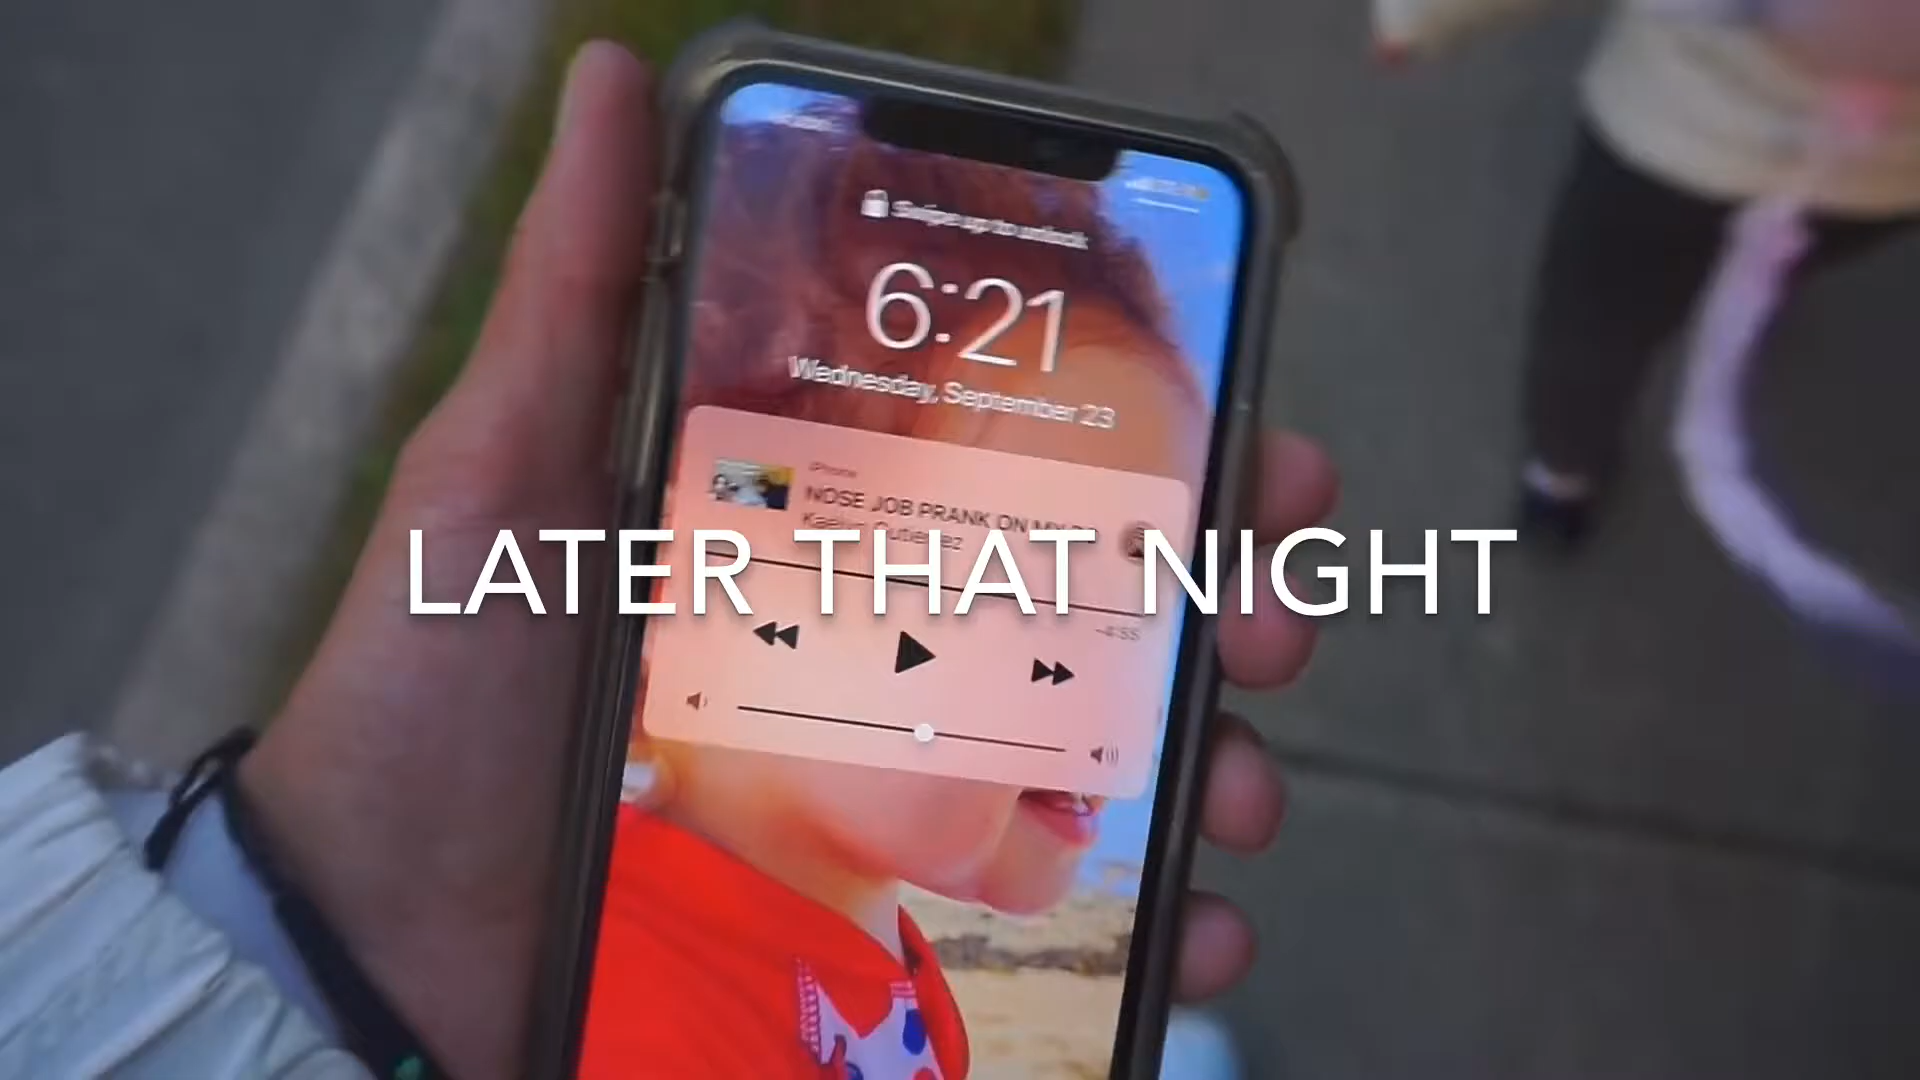 Swipe up to unlock
6:21
Wednesday, September 23
iPhone
NOSE JOB PRANK ON MY
LATER THAT NIGHT
-4:55